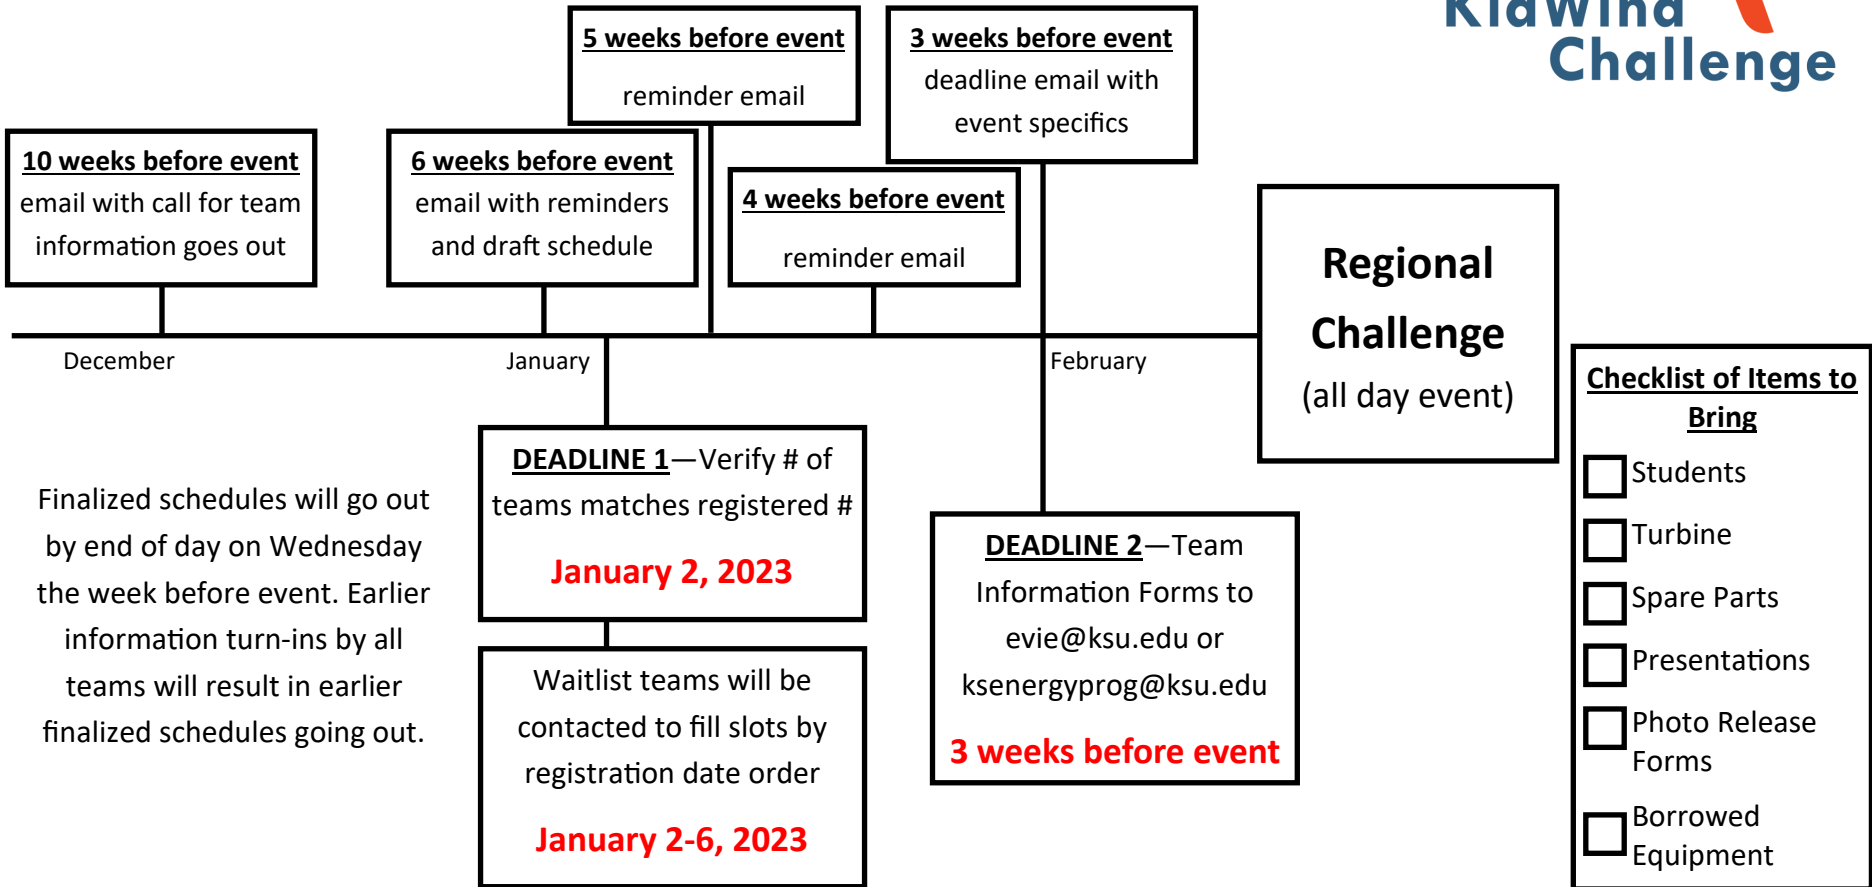 KidWind
Challenge
5 weeks before event
reminder email
3 weeks before event
deadline email with
event specifics
10 weeks before event
email with call for team
information goes out
6 weeks before event
email with reminders
and draft schedule
4 weeks before event
reminder email
Regional
Challenge
(all day event)
December
January
February
Finalized schedules will go out
by end of day on Wednesday
the week before event. Earlier
information turn-ins by all
teams will result in earlier
finalized schedules going out.
DEADLINE 1—Verify # of
teams matches registered #
January 2, 2023
Waitlist teams will be
contacted to fill slots by
registration date order
January 2-6, 2023
DEADLINE 2—Team
Information Forms to
evie@ksu.edu or
ksenergyprog@ksu.edu
3 weeks before event
Checklist of Items to
Bring
Students
Turbine
Spare Parts
Presentations
Photo Release
Forms
Borrowed
Equipment